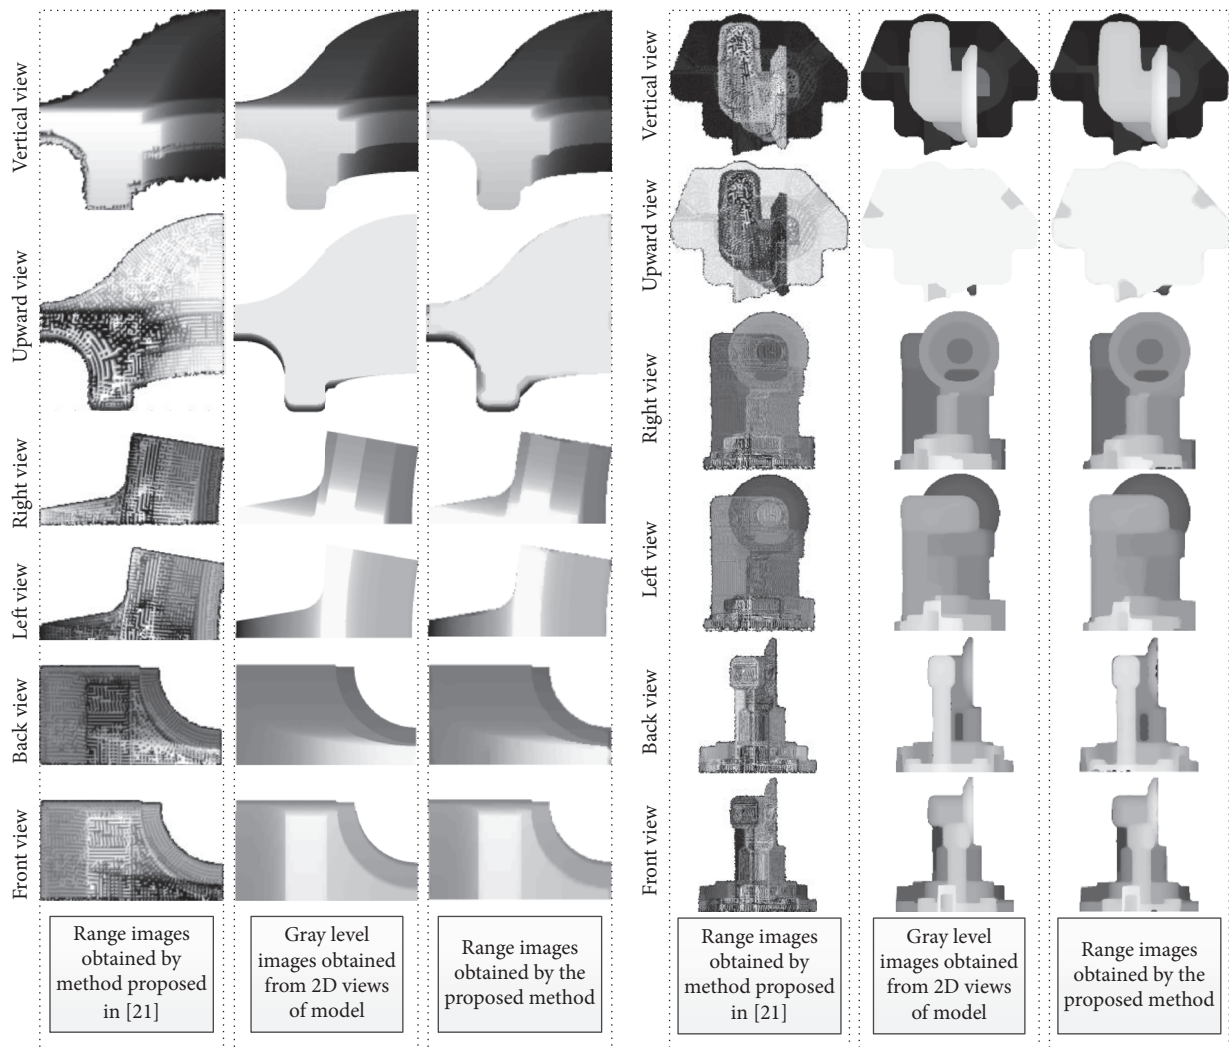 Vertical view
Upward view
Right view
Left view
Back view
Front view
Range images
obtained by
method proposed
in [21]
Gray level
images obtained
from 2D views
of model
Range images
obtained by the
proposed method
Vertical view
Upward view
Right view
Left view
Back view
Front view
Range images
obtained by
method proposed
in [21]
Gray level
images obtained
from 2D views
of model
Range images
obtained by the
proposed method